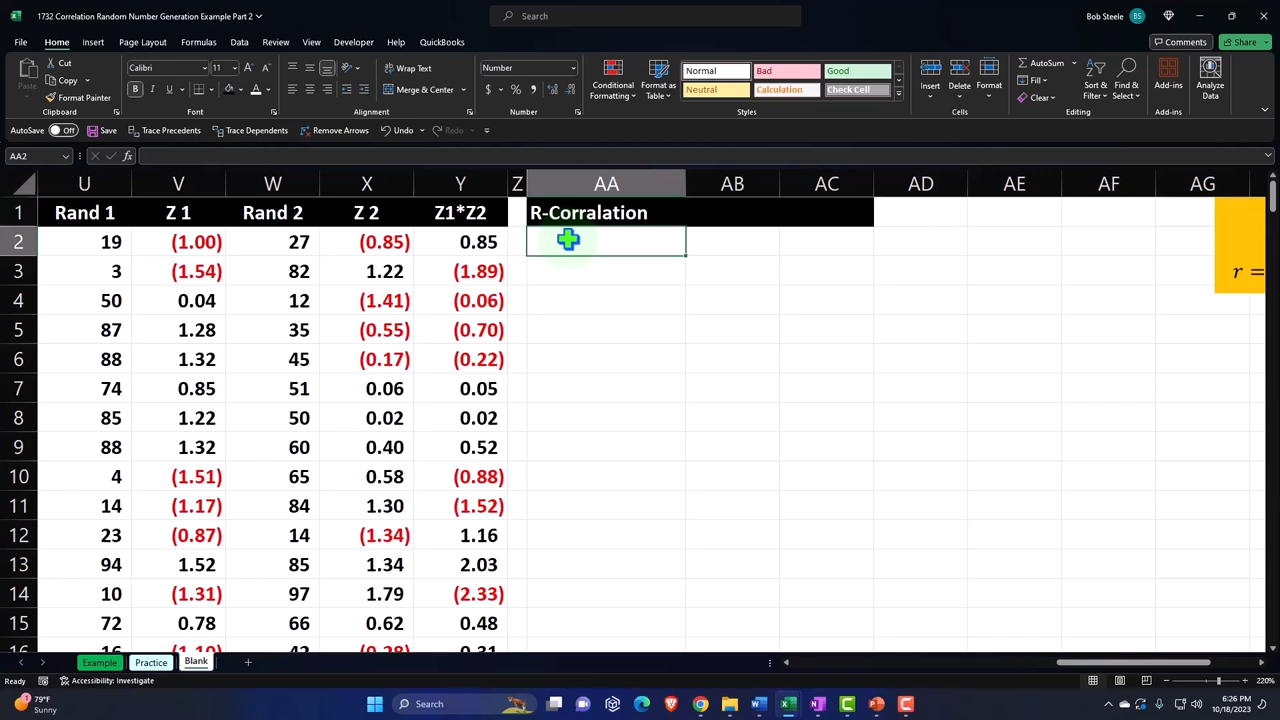 1732 Correlation Random Number Generation Example Part 2
Search
Bob Steele BS
File Home Insert Page Layout Formulas Data Review View Developer Help QuickBooks
Comments Share
Cut
Copy
Paste
Format Painter
Clipboard
Calibri 11
Font
Wrap Text
Merge & Center
Alignment
Number
Number
Conditional Formatting
Format as Table
Normal Bad Good
Neutral Calculation Check Cell
Styles
Insert Delete Format
Cells
AutoSum
Fill
Clear
Sort & Filter
Find & Select
Editing
Add-ins
Add-ins
Analyze Data
AutoSave Off Save Trace Precedents Trace Dependents Remove Arrows Undo Redo
AA2 fx
U V W X Y Z AA AB AC AD AE AF AG
1 Rand 1 Z 1 Rand 2 Z 2 Z1*Z2 R-Corralation
2 19 (1.00) 27 (0.85) 0.85
3 3 (1.54) 82 1.22 (1.89) r =
4 50 0.04 12 (1.41) (0.06)
5 87 1.28 35 (0.55) (0.70)
6 88 1.32 45 (0.17) (0.22)
7 74 0.85 51 0.06 0.05
8 85 1.22 50 0.02 0.02
9 88 1.32 60 0.40 0.52
10 4 (1.51) 65 0.58 (0.88)
11 14 (1.17) 84 1.30 (1.52)
12 23 (0.87) 14 (1.34) 1.16
13 94 1.52 85 1.34 2.03
14 10 (1.31) 97 1.79 (2.33)
15 72 0.78 66 0.62 0.48
16 16 (1.10) 42 (0.28) 0.31
Example Practice Blank
Ready Accessibility: Investigate 220%
79°F
Sunny
Search
6:26 PM
10/18/2023